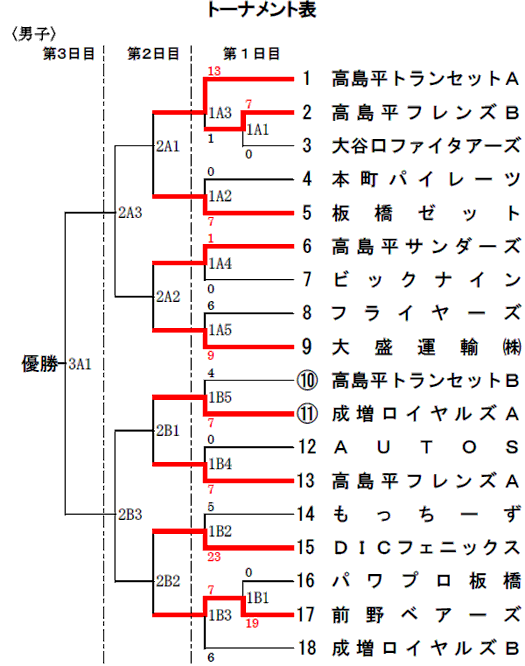 トーナメント表
〈男子〉
第3日目 第2日目 第1日目
13
1 高島平トランセットA
1A3 7
2 高島平フレンズB
1 1A1
2A1
0
3 大谷口ファイタアーズ
0
4 本町パイレーツ
1A2
2A3
7
5 板橋ゼット
1
6 高島平サンダーズ
1A4
0
7 ビックナイン
2A2
6
8 フライヤーズ
1A5
9
9 大盛運輸㈱
優勝 3A1
4
⑩ 高島平トランセットB
1B5
7
⑪ 成増ロイヤルズA
2B1
0
12 AUTOS
1B4
7
13 高島平フレンズA
2B3
5
14 もっちーず
1B2
23
15 DICフェニックス
2B2
0
16 パワプロ板橋
7 1B1
1B3
19
17 前野ベアーズ
6
18 成増ロイヤルズB